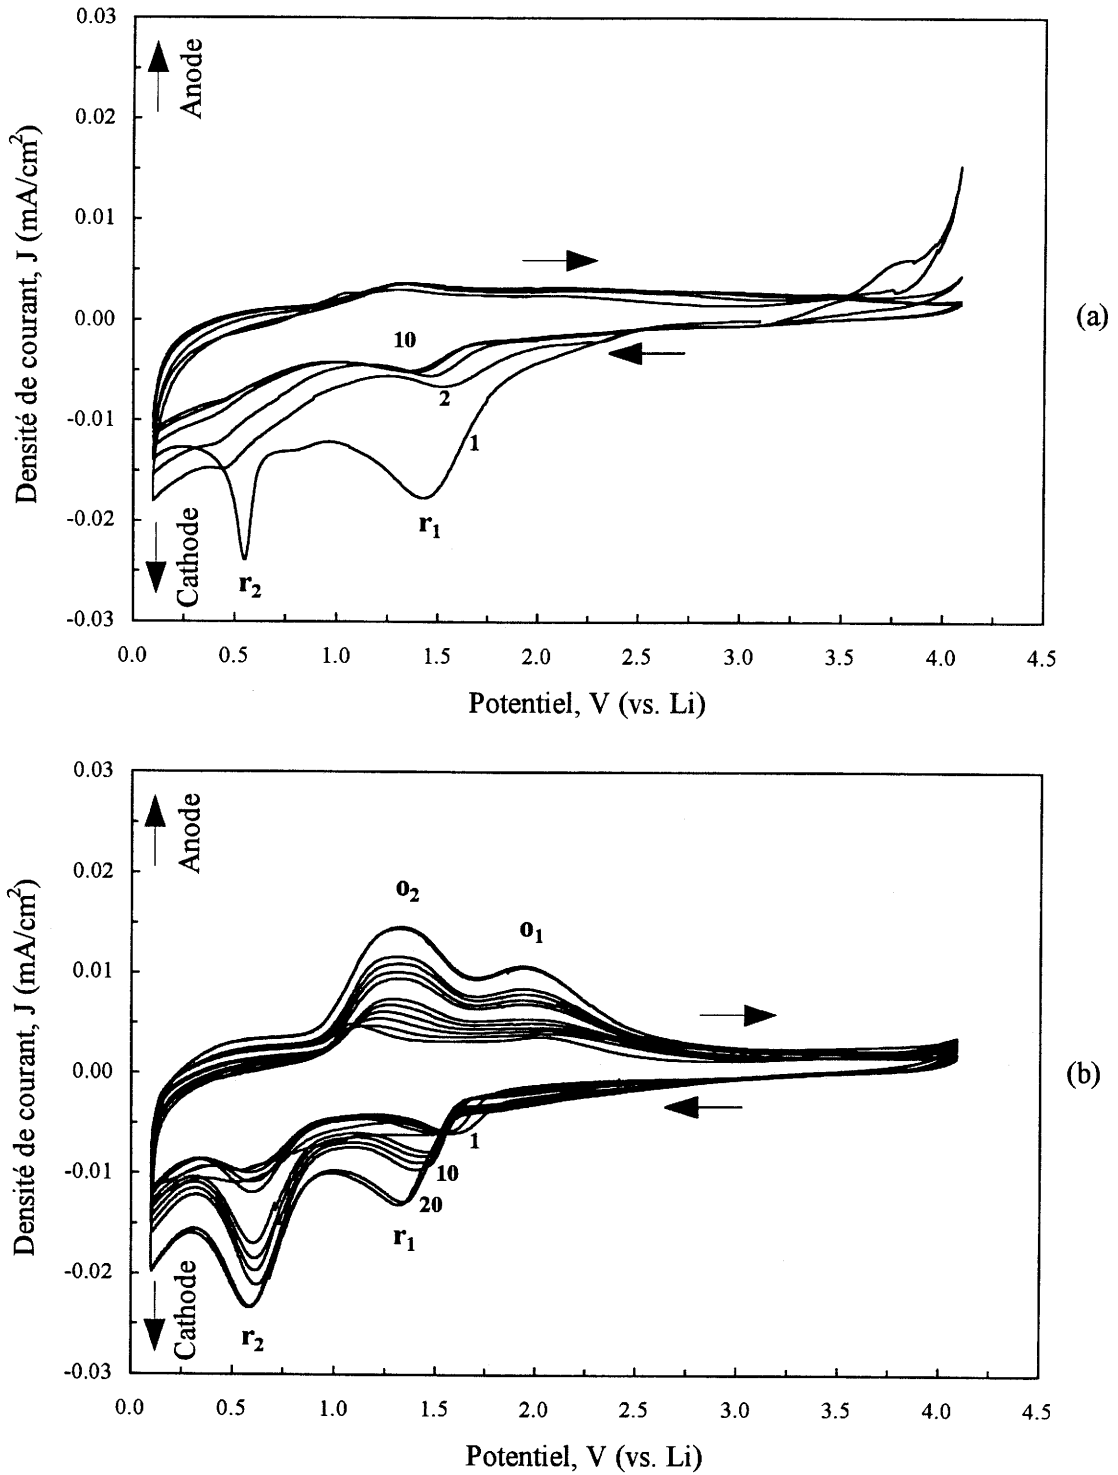 0.03
0.02
0.01
0.00
-0.01
-0.02
-0.03
Densité de courant, J (mA/cm²)
Anode
Cathode
10
2
1
r₁
r₂
(a)
0.0 0.5 1.0 1.5 2.0 2.5 3.0 3.5 4.0 4.5
Potentiel, V (vs. Li)
0.03
0.02
0.01
0.00
-0.01
-0.02
-0.03
Densité de courant, J (mA/cm²)
Anode
Cathode
o₂
o₁
1
10
20
r₁
r₂
(b)
0.0 0.5 1.0 1.5 2.0 2.5 3.0 3.5 4.0 4.5
Potentiel, V (vs. Li)